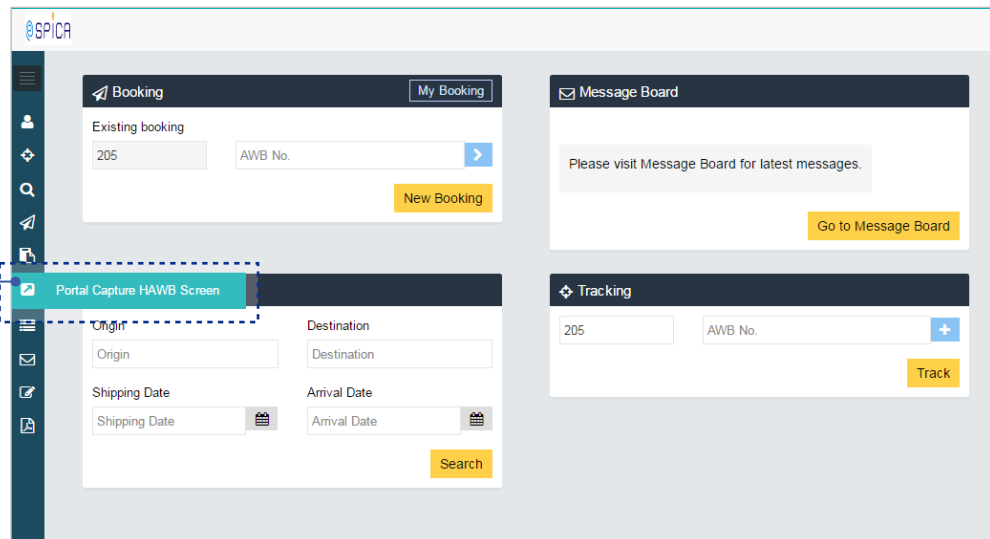 eSPICA
Booking
My Booking
Existing booking
205
AWB No.
New Booking
Message Board
Please visit Message Board for latest messages.
Go to Message Board
Portal Capture HAWB Screen
Origin
Destination
Origin
Destination
Shipping Date
Arrival Date
Shipping Date
Arrival Date
Search
Tracking
205
AWB No.
Track